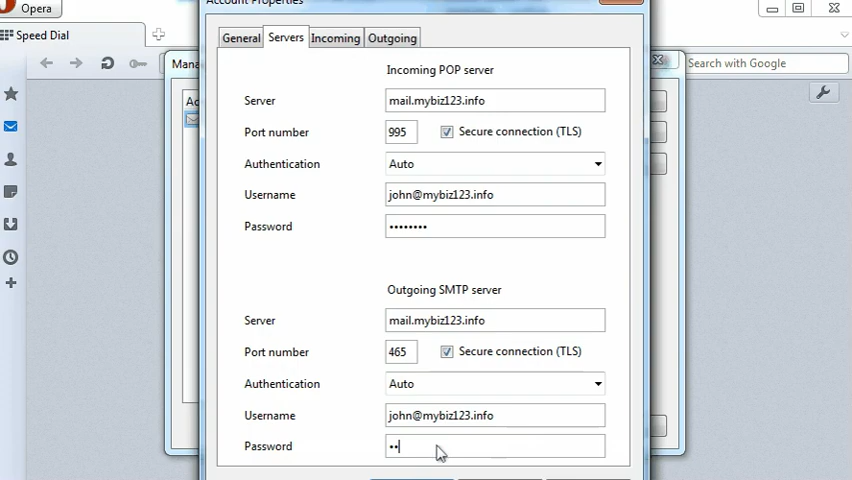 Account Properties
Opera
Speed Dial
Search with Google
General
Servers
Incoming
Outgoing
Incoming POP server
Server
mail.mybiz123.info
Port number
995
Secure connection (TLS)
Authentication
Auto
Username
john@mybiz123.info
Password
••••••••
Outgoing SMTP server
Server
mail.mybiz123.info
Port number
465
Secure connection (TLS)
Authentication
Auto
Username
john@mybiz123.info
Password
••